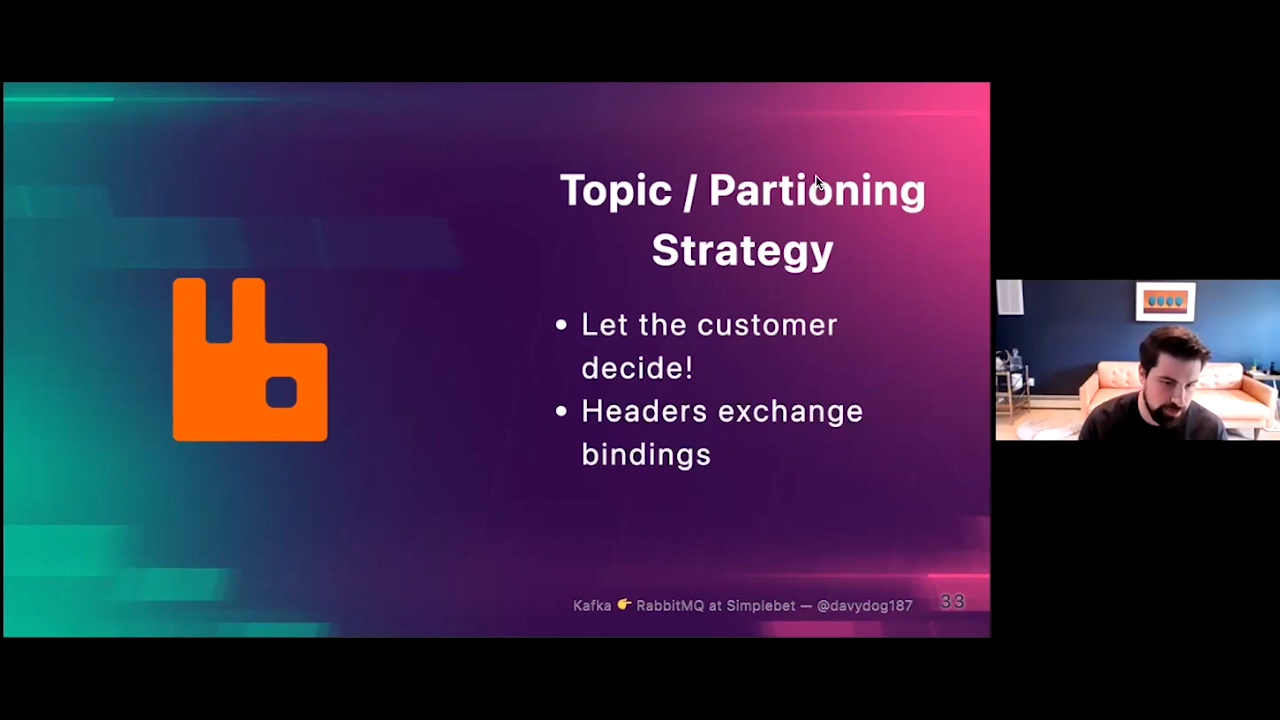 Topic / Partioning
Strategy
• Let the customer
decide!
• Headers exchange
bindings
Kafka 👉 RabbitMQ at Simplebet — @davydog187
33